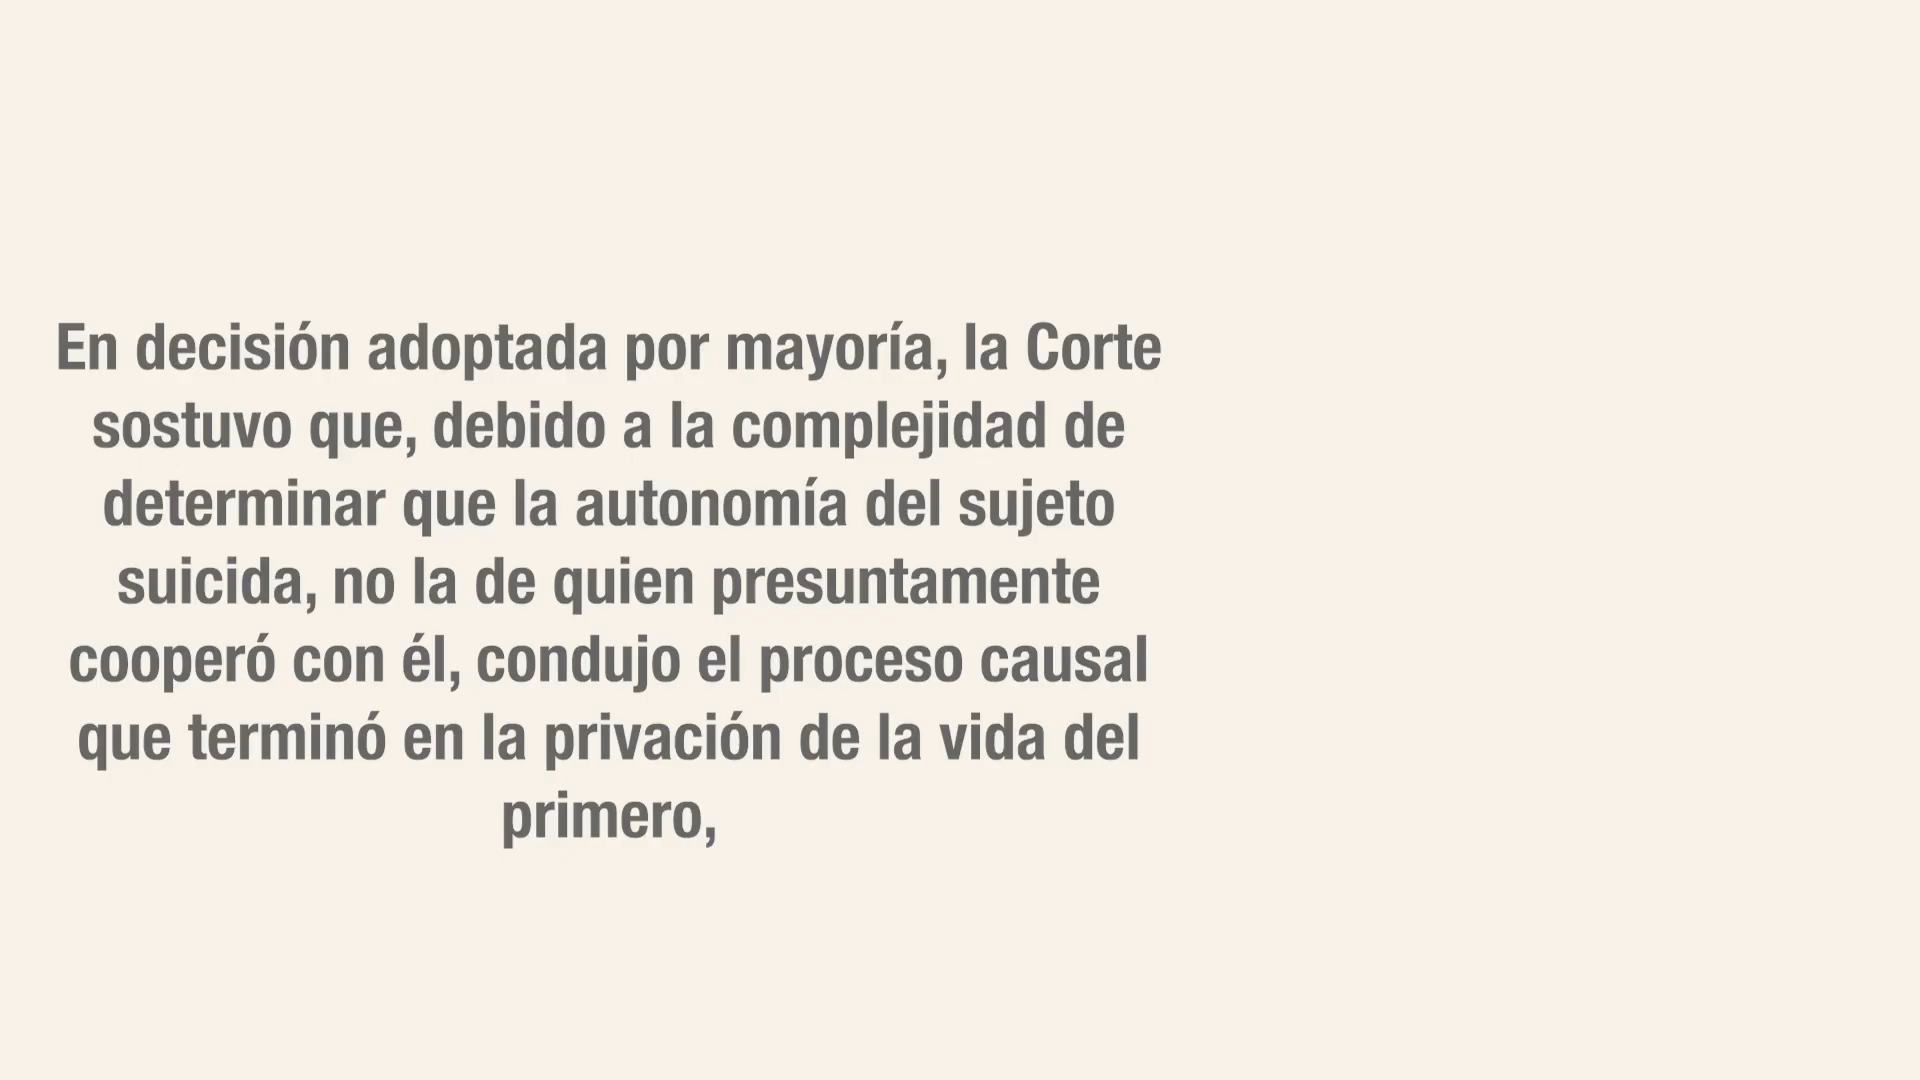 En decisión adoptada por mayoría, la Corte
sostuvo que, debido a la complejidad de
determinar que la autonomía del sujeto
suicida, no la de quien presuntamente
cooperó con él, condujo el proceso causal
que terminó en la privación de la vida del
primero,